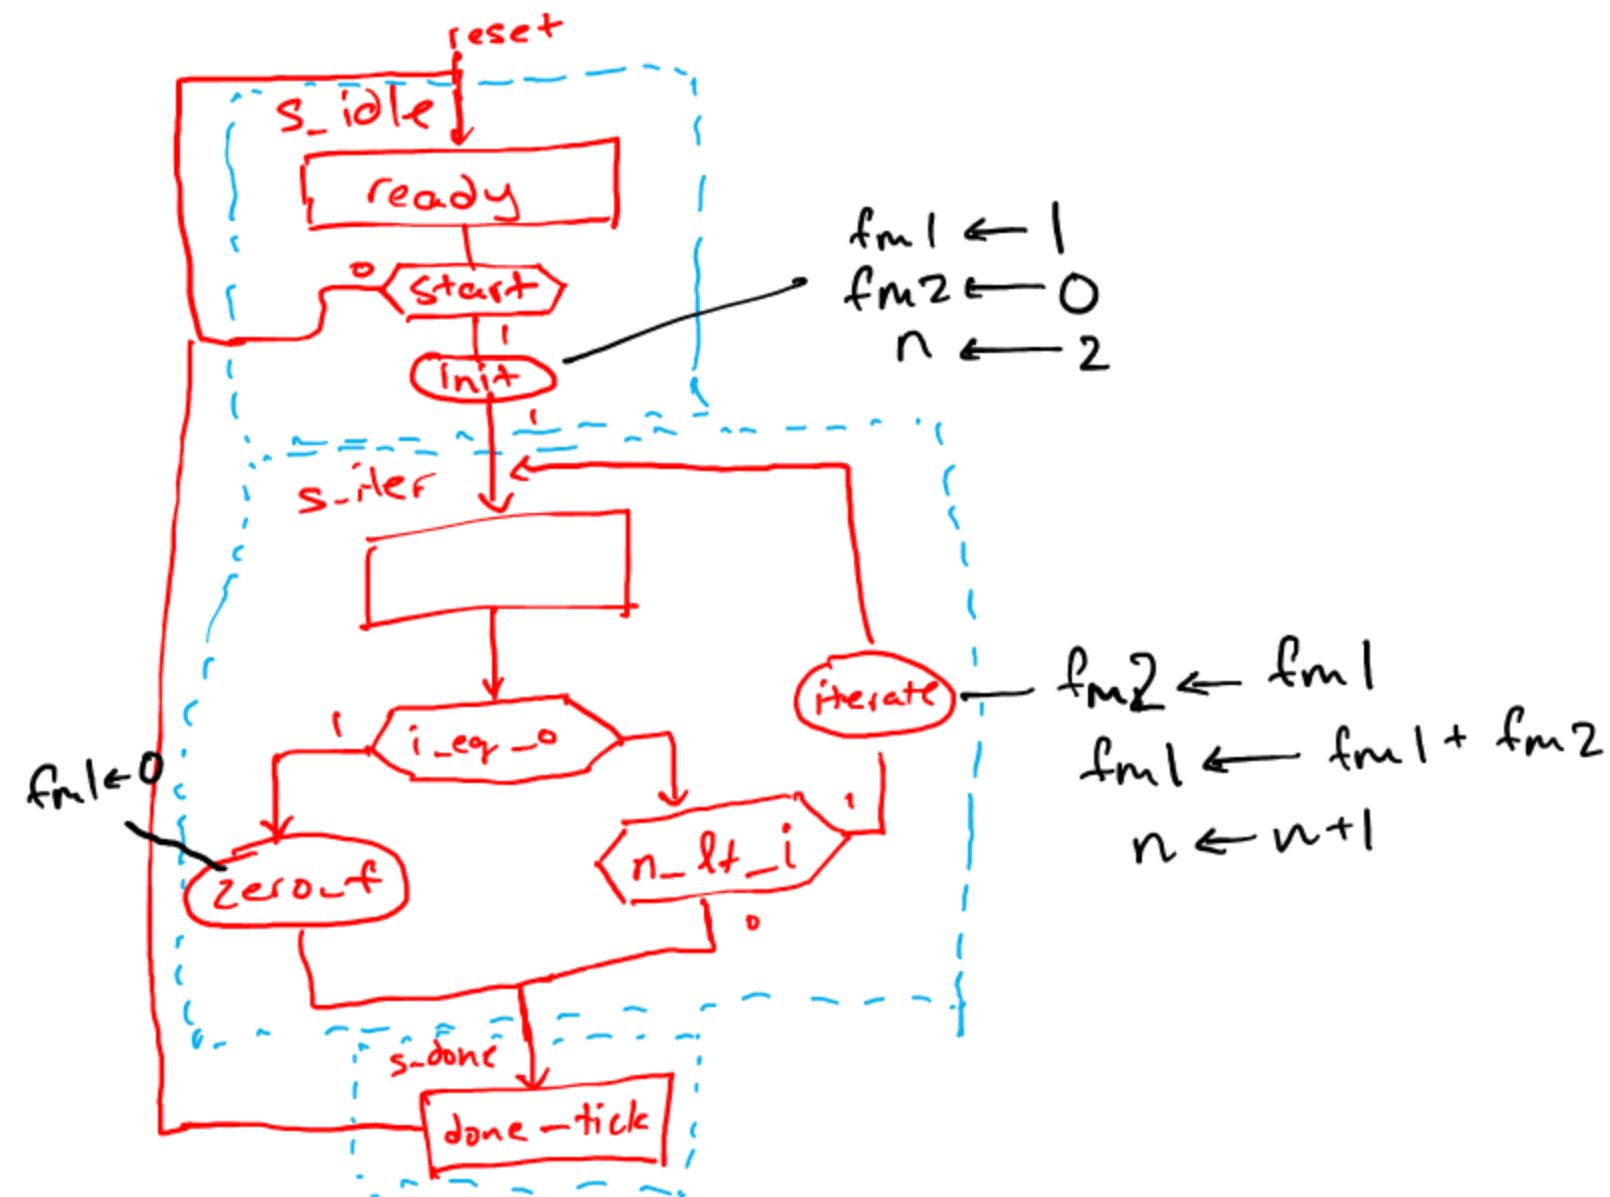 reset
s_idle
ready
0
start
1
init
fm1 ← 1
fm2 ← 0
n ← 2
1
s_iter
iterate
fm2 ← fm1
fm1 ← fm1 + fm2
n ← n+1
1
i_eq_0
fm1←0
1
n_lt_i
zero_f
0
s_done
done_tick